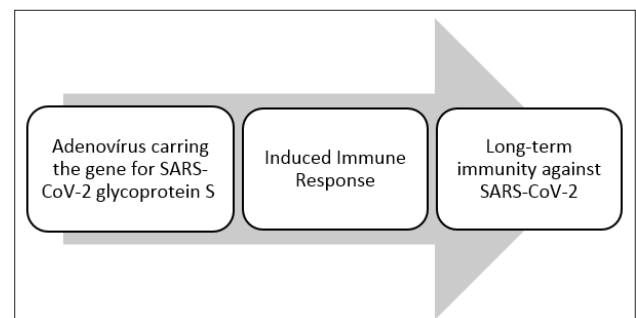 Adenovírus carring
the gene for SARS-
CoV-2 glycoprotein S
Induced Immune
Response
Long-term
immunity against
SARS-CoV-2